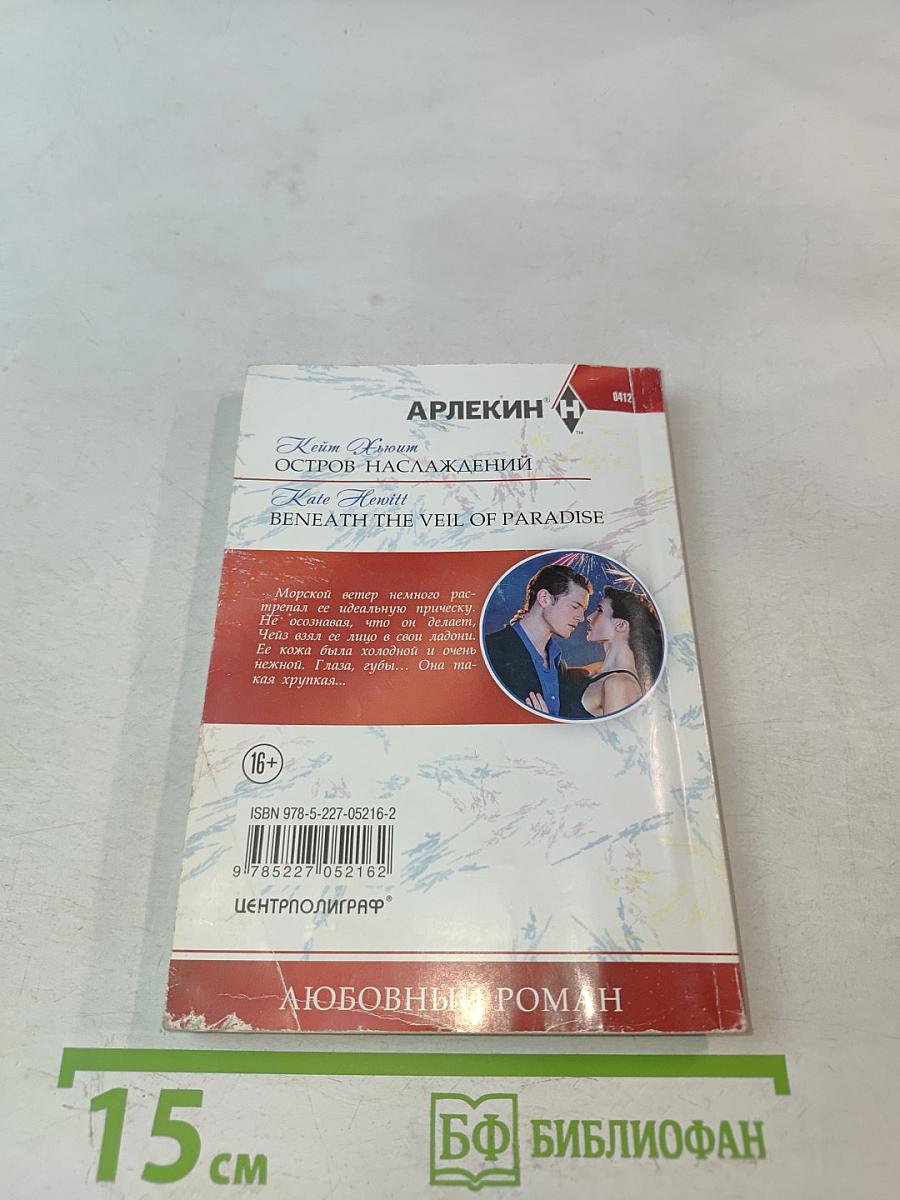 АРЛЕКИН®
0412
Н
™
Кейт Хьюит
ОСТРОВ НАСЛАЖДЕНИЙ
Kate Hewitt
BENEATH THE VEIL OF PARADISE
Морской ветер немного рас-
трепал ее идеальную прическу.
Не осознавая, что он делает,
Чейз взял ее лицо в свои ладони.
Ее кожа была холодной и очень
нежной. Глаза, губы... Она та-
кая хрупкая...
16+
ISBN 978-5-227-05216-2
9 785227 052162
ЦЕНТРПОЛИГРАФ®
ЛЮБОВНЫЙ РОМАН
15 см
БФ БИБЛИОФАН